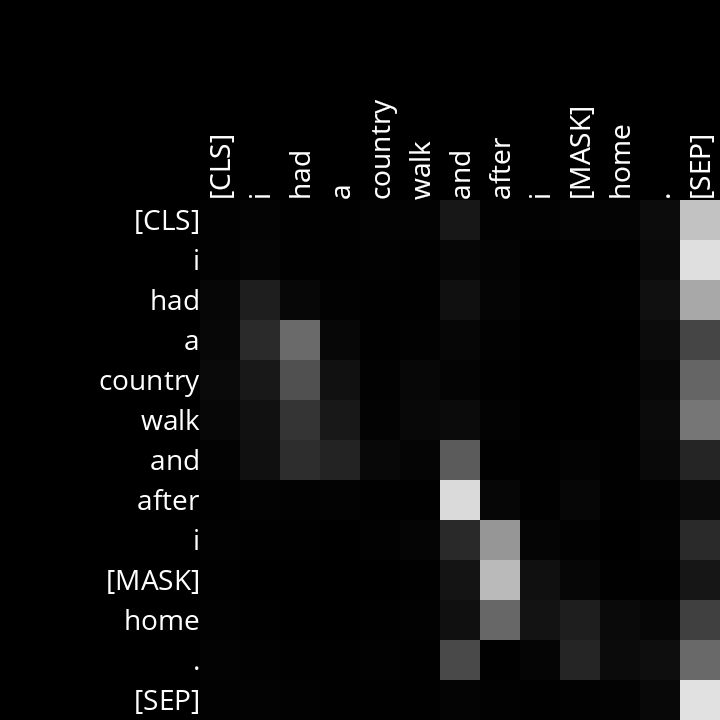 [CLS] i had a country walk and after i [MASK] home . [SEP]
[CLS]
i
had
a
country
walk
and
after
i
[MASK]
home
.
[SEP]